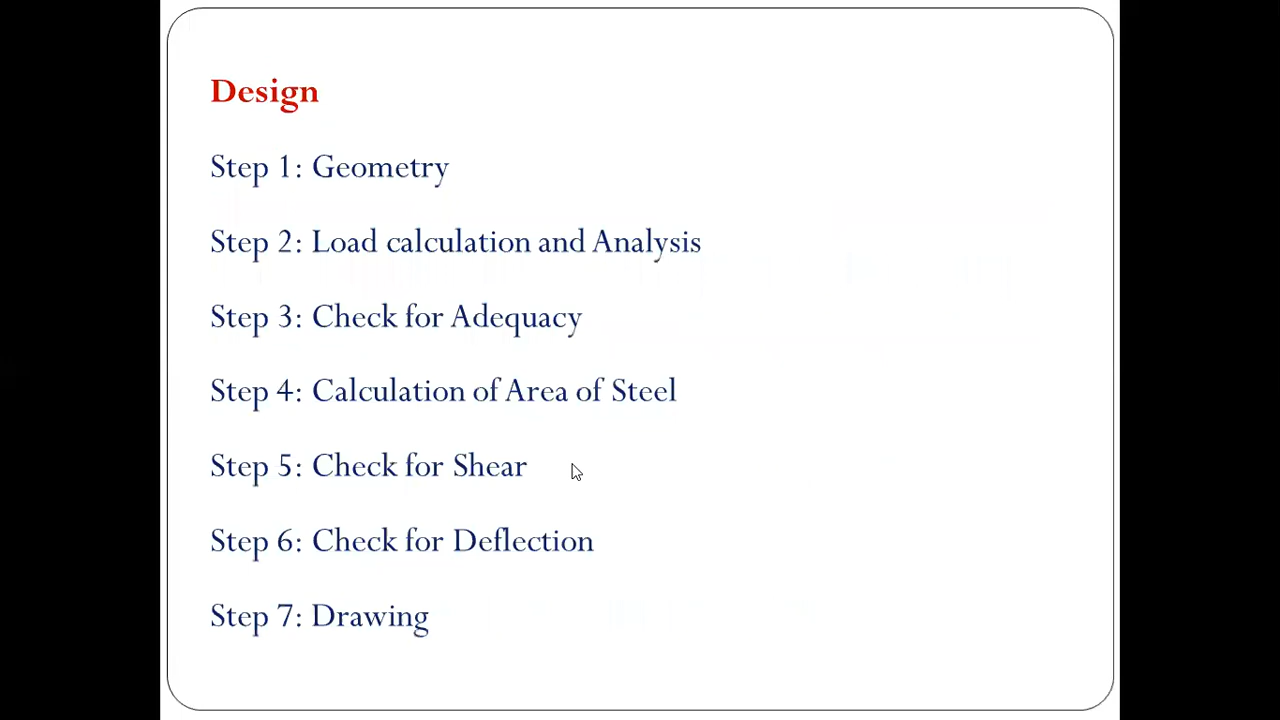 Design
Step 1: Geometry
Step 2: Load calculation and Analysis
Step 3: Check for Adequacy
Step 4: Calculation of Area of Steel
Step 5: Check for Shear
Step 6: Check for Deflection
Step 7: Drawing